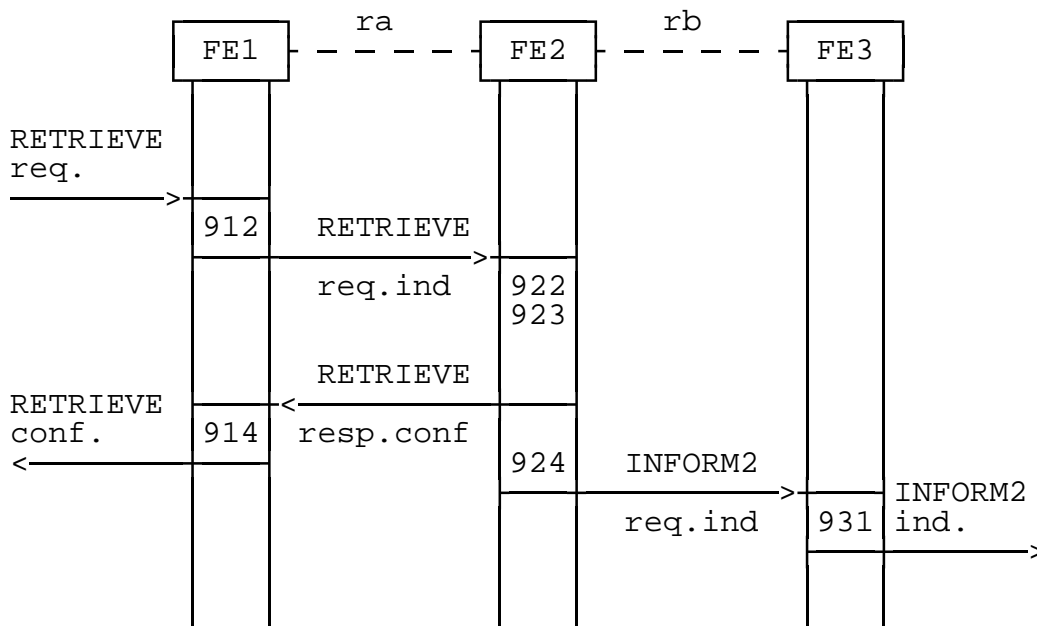 ra
rb
FE1
FE2
FE3
RETRIEVE
req.
912
RETRIEVE
req.ind
922
923
RETRIEVE
resp.conf
RETRIEVE
conf.
914
924
INFORM2
req.ind
931
INFORM2
ind.